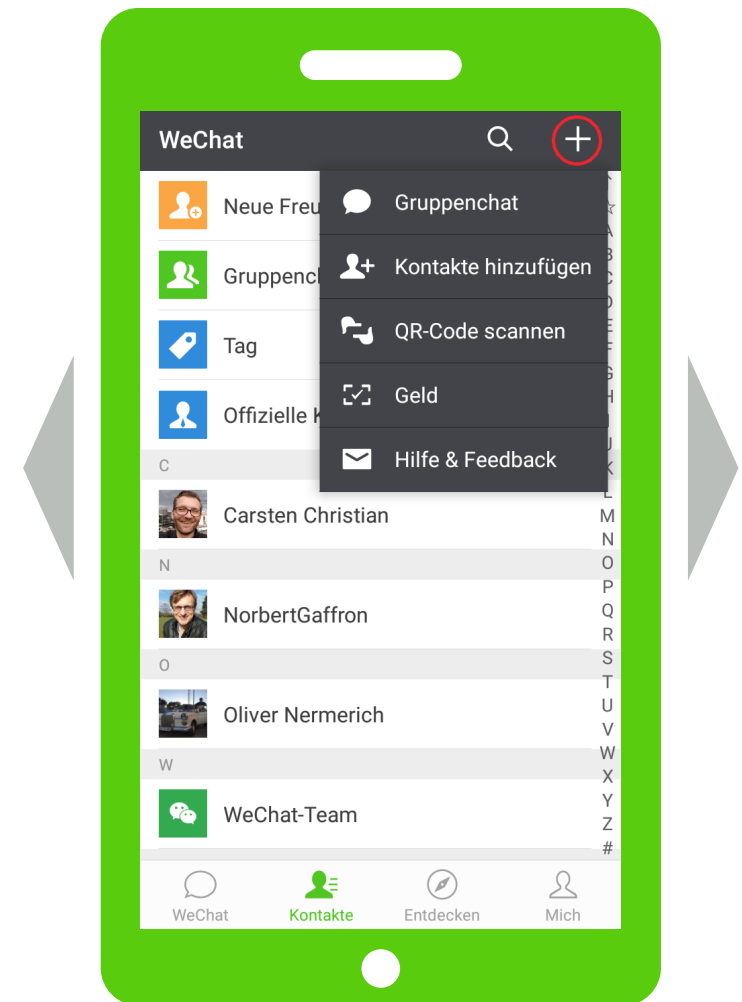 WeChat
Gruppenchat
Kontakte hinzufügen
QR-Code scannen
Geld
Hilfe & Feedback
Neue Freu
Gruppench
Tag
Offizielle K
C
Carsten Christian
N
NorbertGaffron
O
Oliver Nermerich
W
WeChat-Team
A
B
C
D
E
F
G
H
I
J
K
L
M
N
O
P
Q
R
S
T
U
V
W
X
Y
Z
#
WeChat
Kontakte
Entdecken
Mich